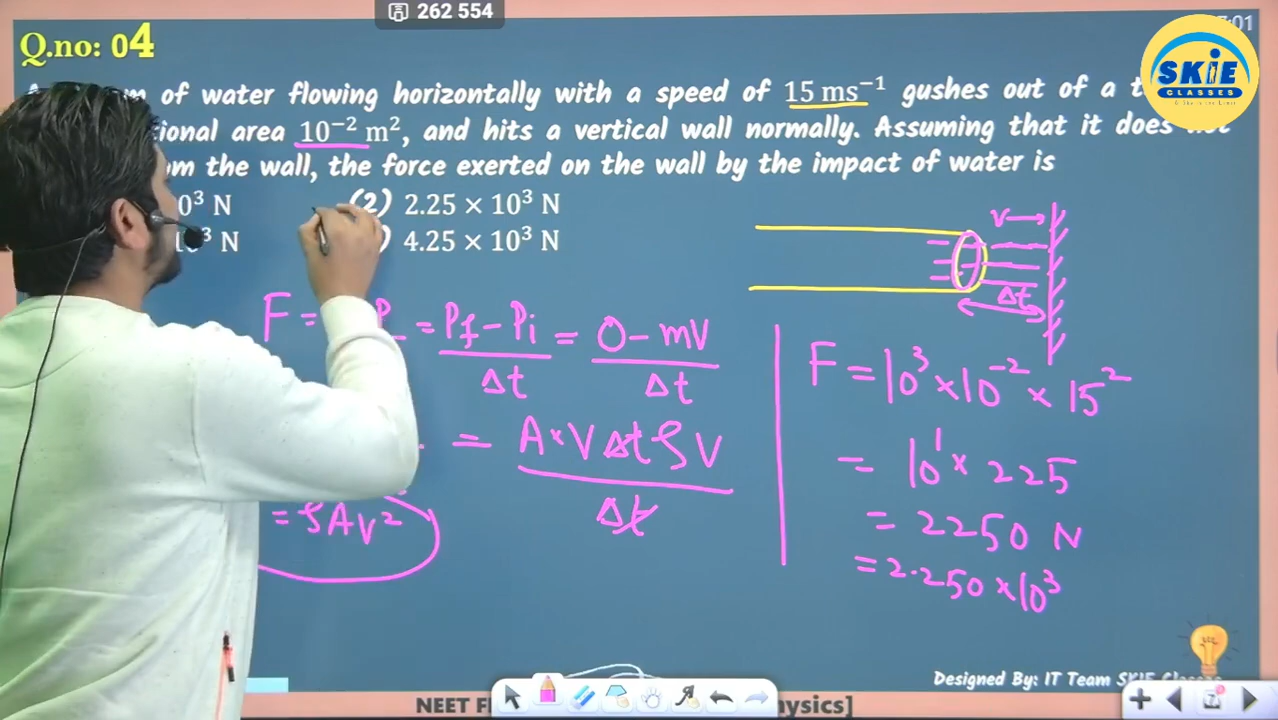 262 554
Q.no: 04
of water flowing horizontally with a speed of 15 ms⁻¹ gushes out of a
area 10⁻² m², and hits a vertical wall normally. Assuming that it does
the wall, the force exerted on the wall by the impact of water is
(2) 2.25 × 10³ N
4.25 × 10³ N
SKiE
CLASSES
V →
Δt
F = = Pf – Pi = 0 – mV
Δt Δt
= A × V Δt ρ V
Δt
= ρAV²
F = 10³ × 10⁻² × 15²
= 10¹ × 225
= 2250 N
= 2.250 × 10³
Designed By: IT Team SKIE Classes
NEET